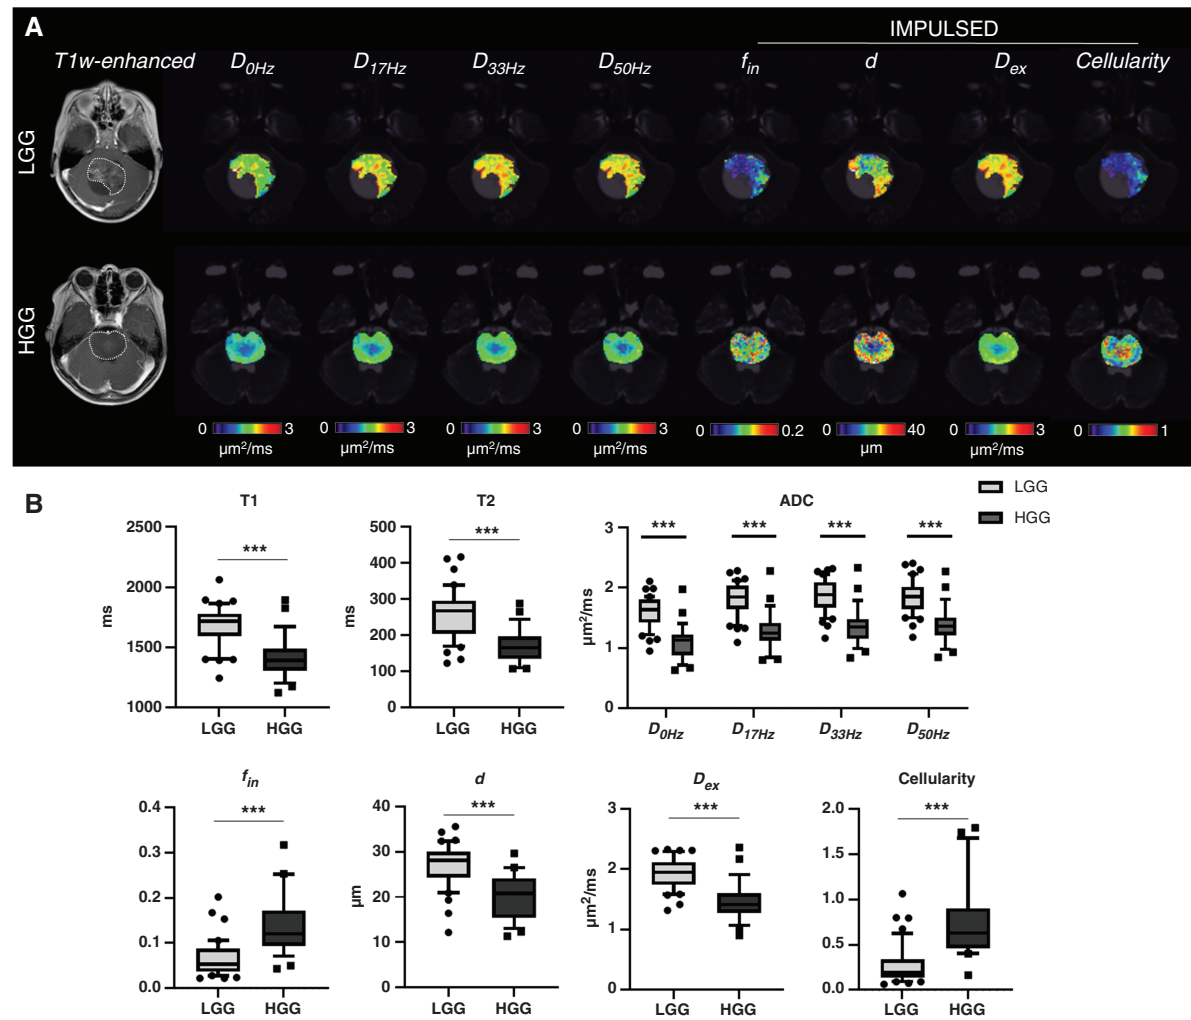 A
IMPULSED
T1w-enhanced D0Hz D17Hz D33Hz D50Hz fin d Dex Cellularity
LGG
HGG
0 3 0 3 0 3 0 3 0 0.2 0 40 0 3 0 1
µm²/ms µm²/ms µm²/ms µm²/ms µm µm²/ms
B
LGG
HGG
T1
2500
2000
1500
1000
ms
***
LGG HGG
T2
500
400
300
200
100
0
ms
***
LGG HGG
ADC
3
2
1
0
µm²/ms
*** *** *** ***
D0Hz D17Hz D33Hz D50Hz
fin
0.4
0.3
0.2
0.1
0.0
***
LGG HGG
d
40
30
20
10
0
µm
***
LGG HGG
Dex
3
2
1
0
µm²/ms
***
LGG HGG
Cellularity
2.0
1.5
1.0
0.5
0.0
***
LGG HGG